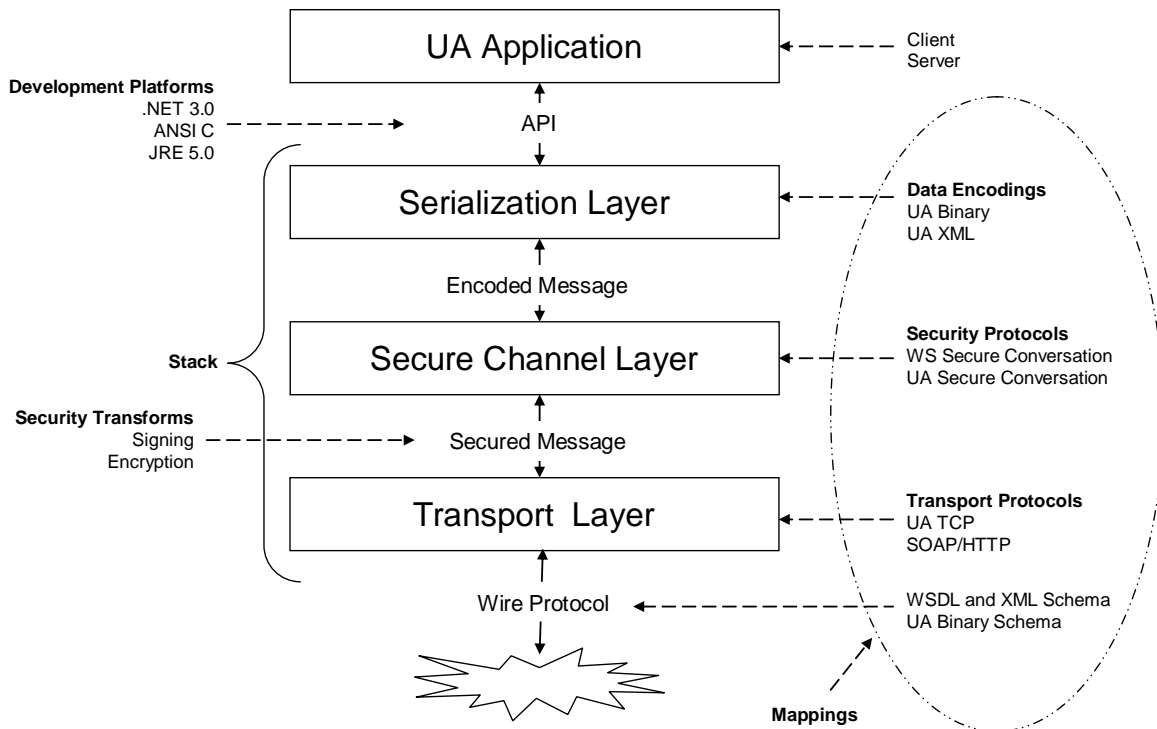 UA Application
Client
Server
Development Platforms
.NET 3.0
ANSI C
JRE 5.0
API
Serialization Layer
Data Encodings
UA Binary
UA XML
Encoded Message
Stack
Secure Channel Layer
Security Protocols
WS Secure Conversation
UA Secure Conversation
Security Transforms
Signing
Encryption
Secured Message
Transport Layer
Transport Protocols
UA TCP
SOAP/HTTP
Wire Protocol
WSDL and XML Schema
UA Binary Schema
Mappings